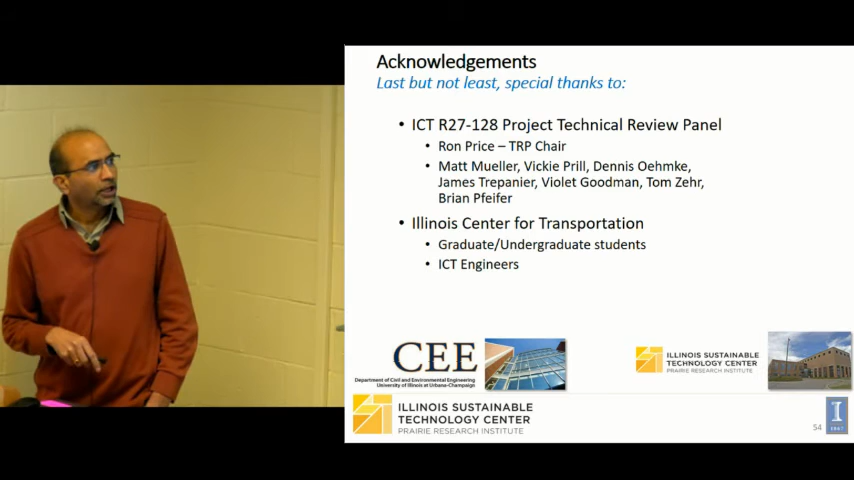 Acknowledgements
Last but not least, special thanks to:
• ICT R27-128 Project Technical Review Panel
• Ron Price – TRP Chair
• Matt Mueller, Vickie Prill, Dennis Oehmke,
James Trepanier, Violet Goodman, Tom Zehr,
Brian Pfeifer
• Illinois Center for Transportation
• Graduate/Undergraduate students
• ICT Engineers
CEE
Department of Civil and Environmental Engineering
University of Illinois at Urbana-Champaign
ILLINOIS SUSTAINABLE
TECHNOLOGY CENTER
PRAIRIE RESEARCH INSTITUTE
ILLINOIS SUSTAINABLE
TECHNOLOGY CENTER
PRAIRIE RESEARCH INSTITUTE
54
I
1867